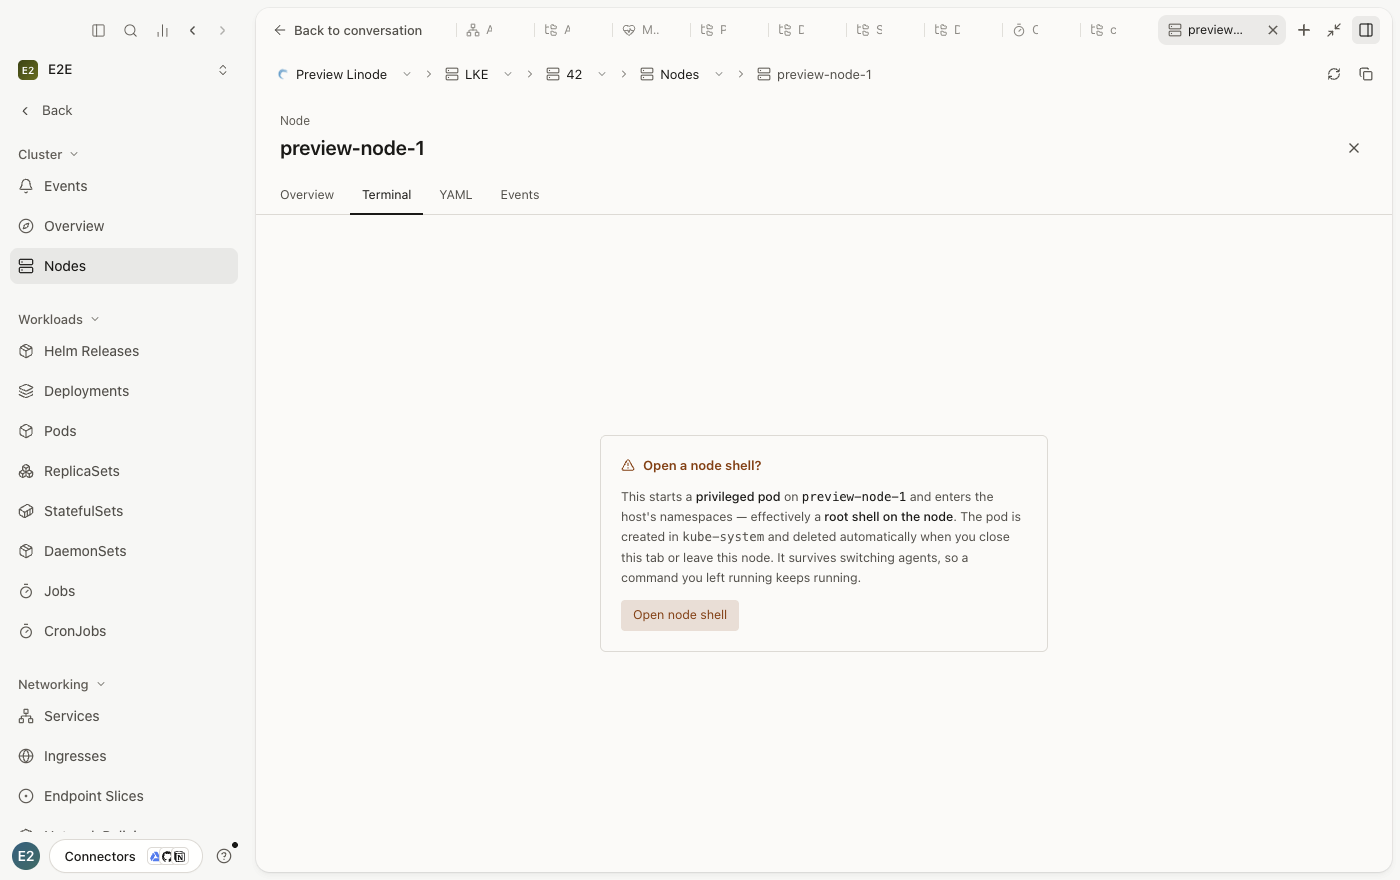 Back to conversation
A
A
M..
P
D
S
D
C
c
preview...
E2 E2E
Preview Linode
LKE
42
Nodes
preview-node-1
Back
Node
preview-node-1
Cluster
Events
Overview
Nodes
Overview
Terminal
YAML
Events
Workloads
Helm Releases
Deployments
Pods
ReplicaSets
StatefulSets
DaemonSets
Jobs
CronJobs
Open a node shell?
This starts a privileged pod on preview-node-1 and enters the
host's namespaces — effectively a root shell on the node. The pod is
created in kube-system and deleted automatically when you close
this tab or leave this node. It survives switching agents, so a
command you left running keeps running.
Open node shell
Networking
Services
Ingresses
Endpoint Slices
E2
Connectors